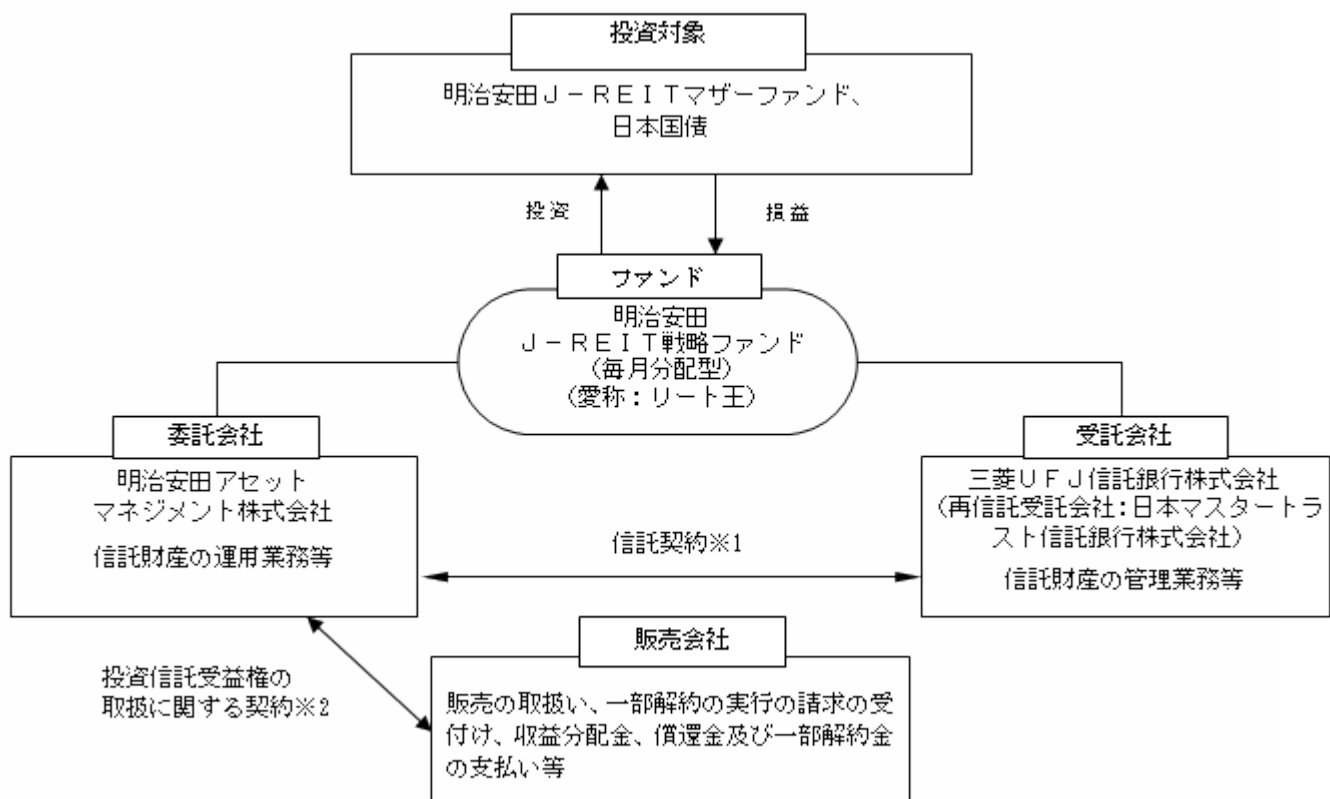 投資対象
明治安田J－REITマザーファンド、
日本国債
投資
損益
ファンド
明治安田
J－REIT戦略ファンド
（毎月分配型）
（愛称：リート王）
委託会社
明治安田アセット
マネジメント株式会社
信託財産の運用業務等
受託会社
三菱UFJ信託銀行株式会社
（再信託受託会社：日本マスタートラ
スト信託銀行株式会社）
信託財産の管理業務等
信託契約※1
投資信託受益権の
取扱に関する契約※2
販売会社
販売の取扱い、一部解約の実行の請求の受
付け、収益分配金、償還金及び一部解約金
の支払い等